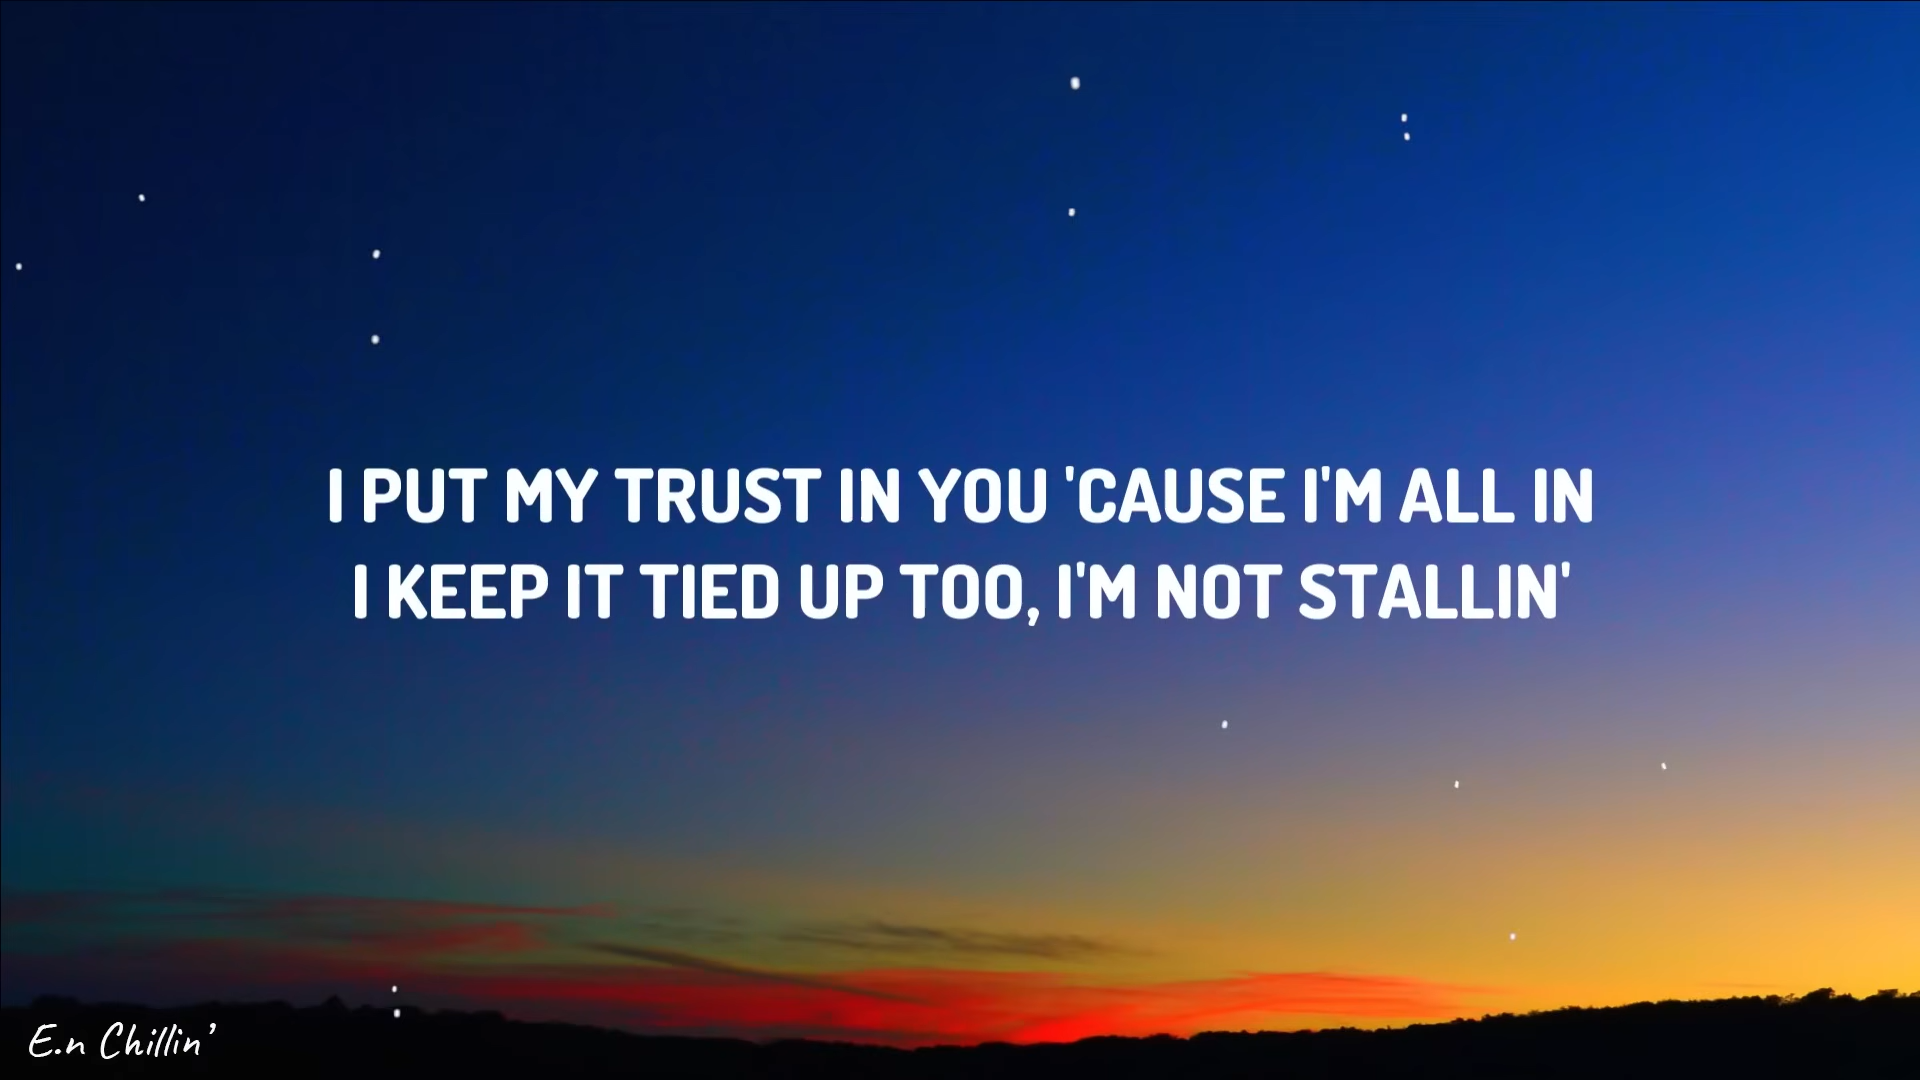 I PUT MY TRUST IN YOU 'CAUSE I'M ALL IN
I KEEP IT TIED UP TOO, I'M NOT STALLIN'
E.n Chillin'